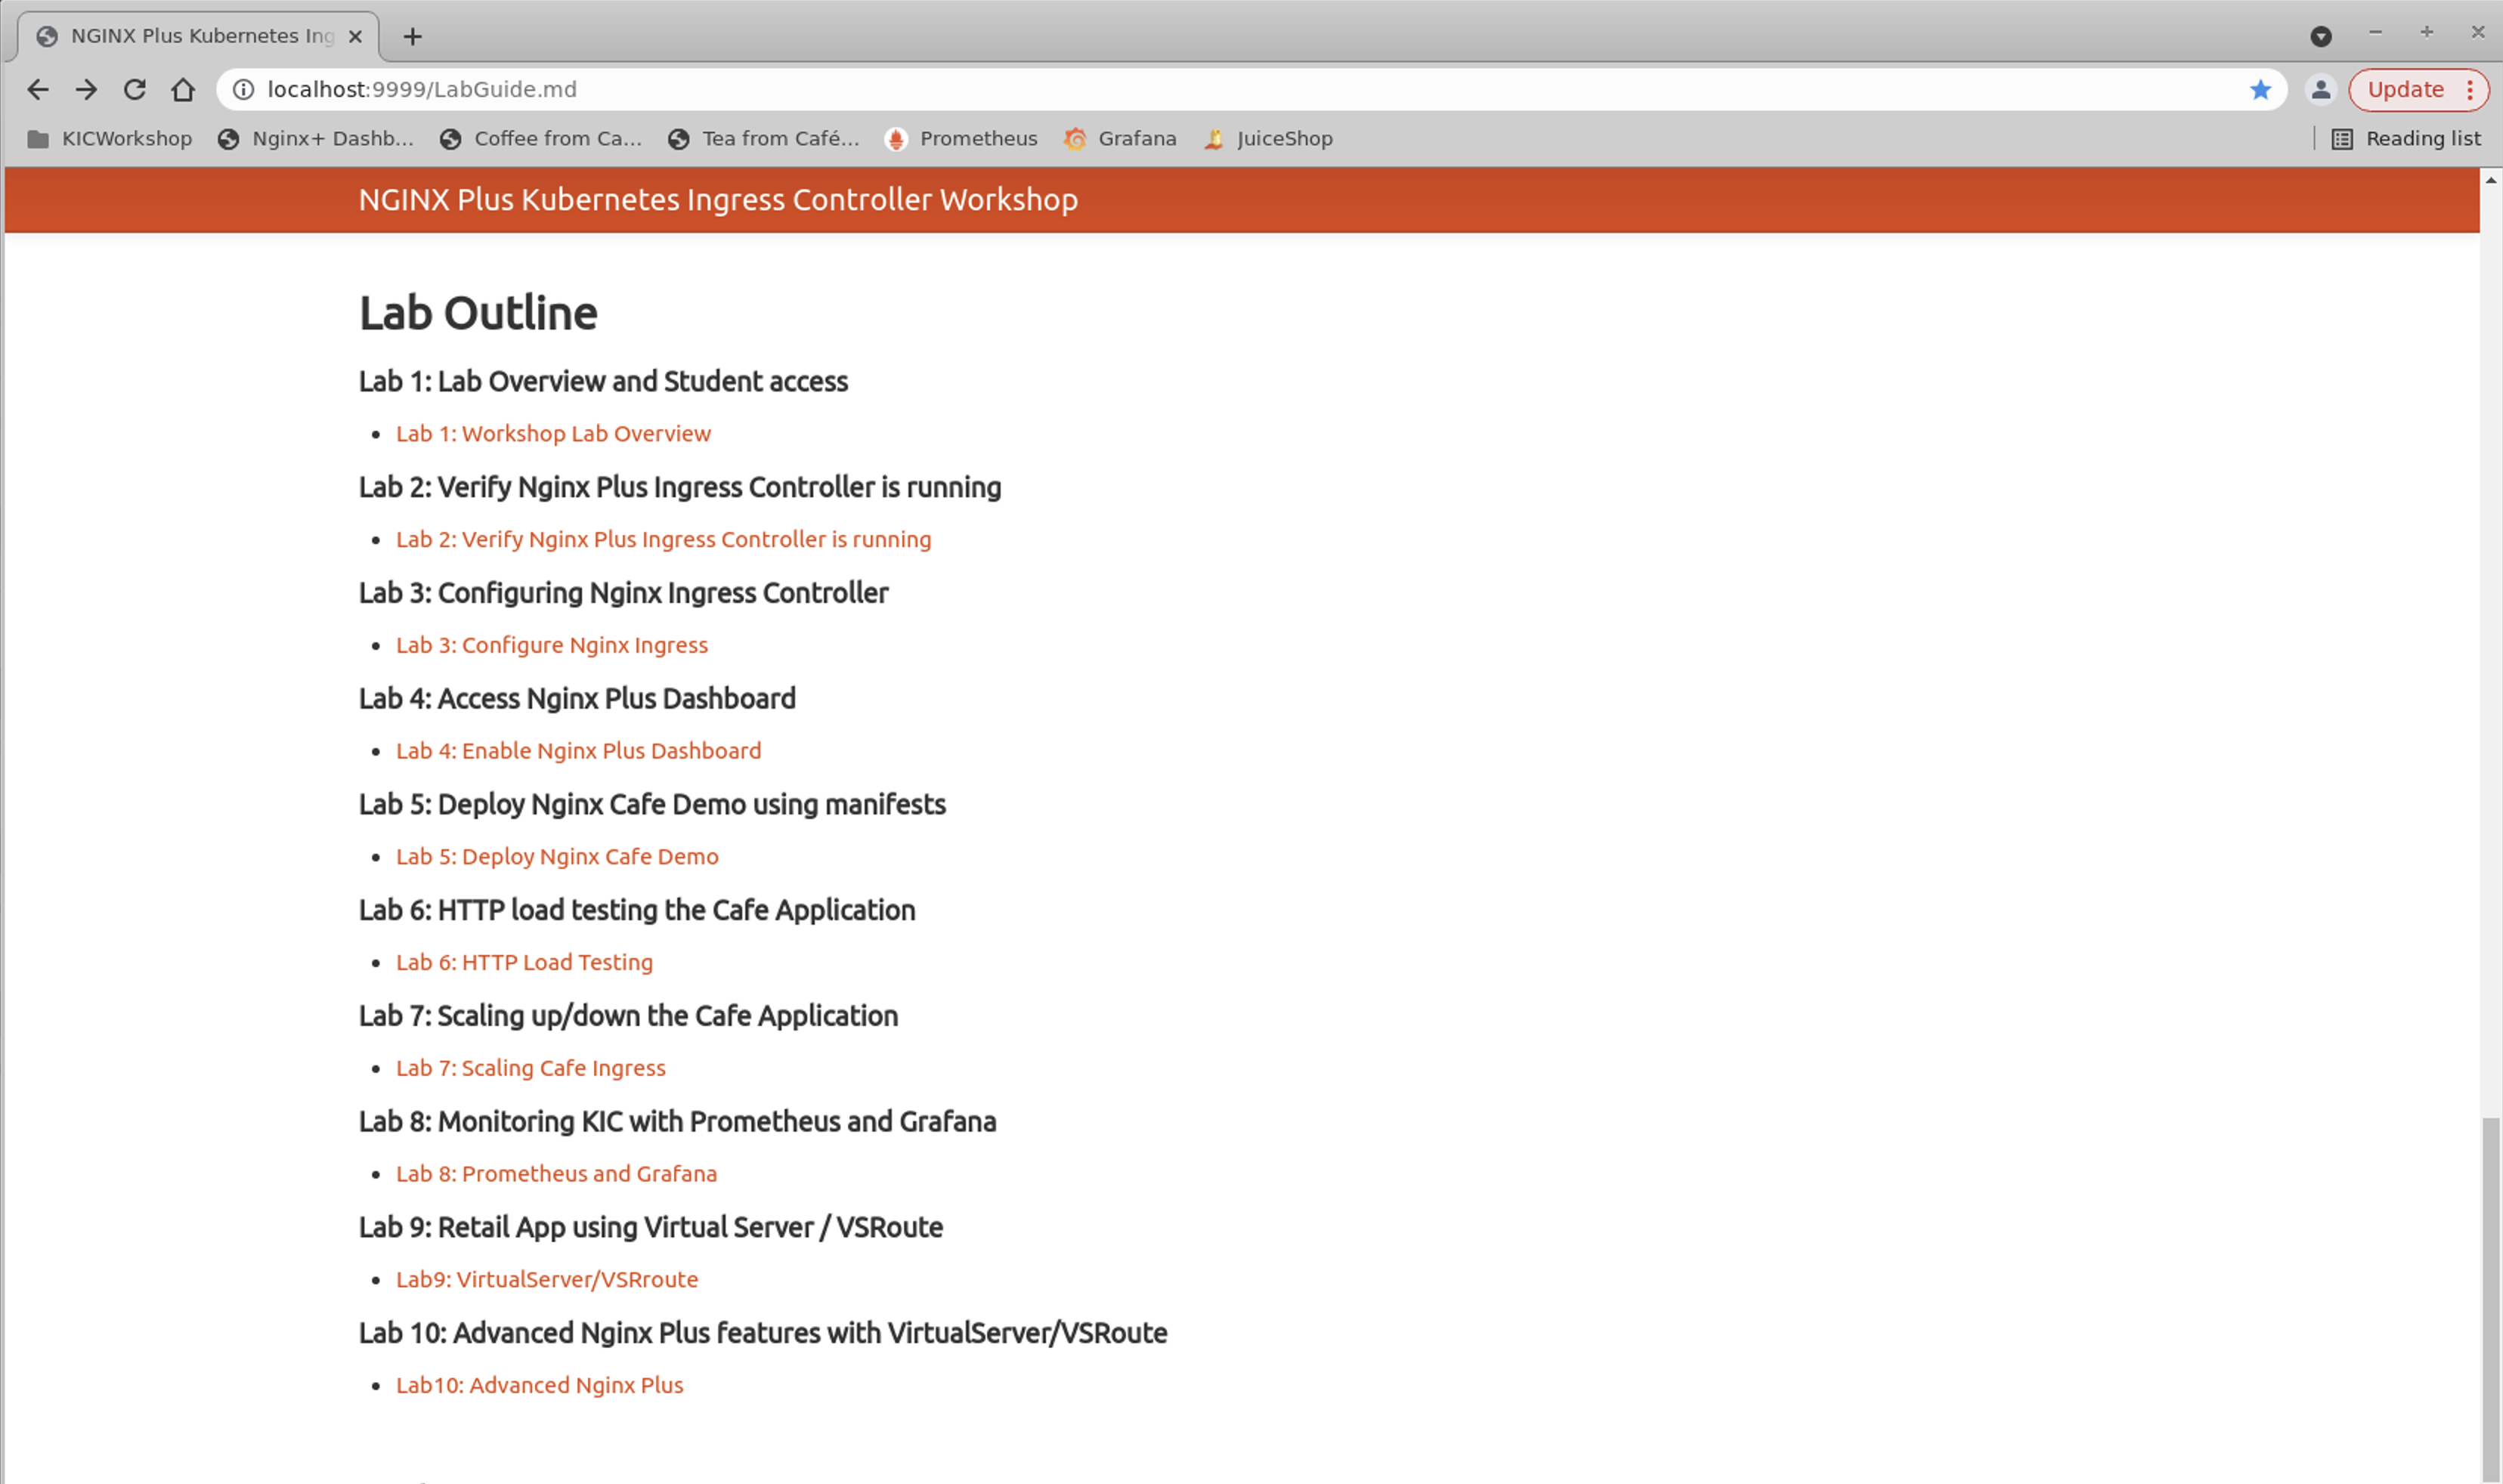 NGINX Plus Kubernetes Ing
localhost:9999/LabGuide.md
Update
KICWorkshop
Nginx+ Dashb...
Coffee from Ca...
Tea from Café...
Prometheus
Grafana
JuiceShop
Reading list
NGINX Plus Kubernetes Ingress Controller Workshop
Lab Outline
Lab 1: Lab Overview and Student access
Lab 1: Workshop Lab Overview
Lab 2: Verify Nginx Plus Ingress Controller is running
Lab 2: Verify Nginx Plus Ingress Controller is running
Lab 3: Configuring Nginx Ingress Controller
Lab 3: Configure Nginx Ingress
Lab 4: Access Nginx Plus Dashboard
Lab 4: Enable Nginx Plus Dashboard
Lab 5: Deploy Nginx Cafe Demo using manifests
Lab 5: Deploy Nginx Cafe Demo
Lab 6: HTTP load testing the Cafe Application
Lab 6: HTTP Load Testing
Lab 7: Scaling up/down the Cafe Application
Lab 7: Scaling Cafe Ingress
Lab 8: Monitoring KIC with Prometheus and Grafana
Lab 8: Prometheus and Grafana
Lab 9: Retail App using Virtual Server / VSRoute
Lab9: VirtualServer/VSRroute
Lab 10: Advanced Nginx Plus features with VirtualServer/VSRoute
Lab10: Advanced Nginx Plus